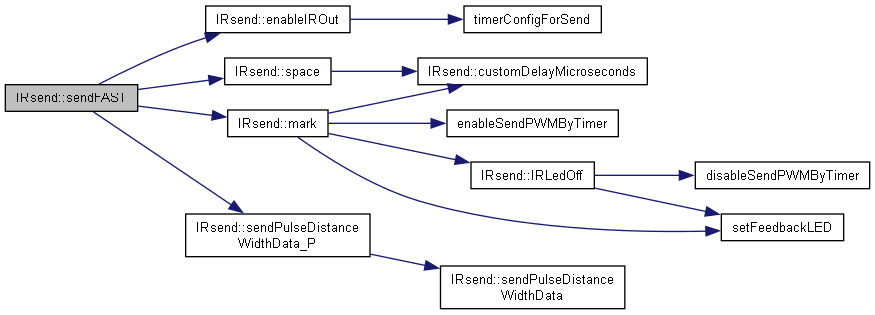 IRsend::enableIROut
timerConfigForSend
IRsend::space
IRsend::customDelayMicroseconds
IRsend::sendFAST
IRsend::mark
enableSendPWMByTimer
IRsend::IRLedOff
disableSendPWMByTimer
setFeedbackLED
IRsend::sendPulseDistance
WidthData_P
IRsend::sendPulseDistance
WidthData